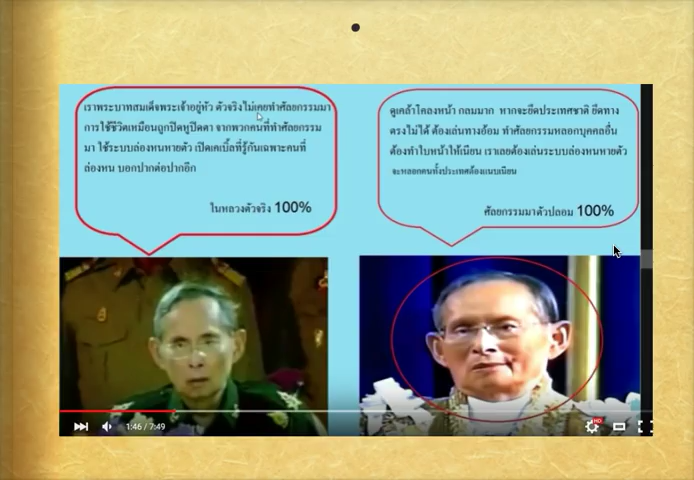 เราพระบาทสมเด็จพระเจ้าอยู่หัว ตัวจริงไม่เคยทำศัลยกรรมมา
การใช้ชีวิตเหมือนถูกปิดหูปิดตา จากพวกคนที่ทำศัลยกรรม
มา ใช้ระบบล่องหนหายตัว เปิดเคเบิ้ลที่รู้กันเฉพาะคนที่
ล่องหน บอกปากต่อปากอีก
ในหลวงตัวจริง 100%
ดูเค้าโคลงหน้า กลมมาก หากจะยึดประเทศชาติ ยึดทาง
ตรงไม่ได้ ต้องเล่นทางอ้อม ทำศัลยกรรมหลอกบุคคลอื่น
ต้องทำใบหน้าให้เนียน เราเลยต้องเล่นระบบล่องหนหายตัว
จะหลอกคนทั้งประเทศต้องแนบเนียน
ศัลยกรรมมาตัวปลอม 100%
1:46 / 7:49
HD